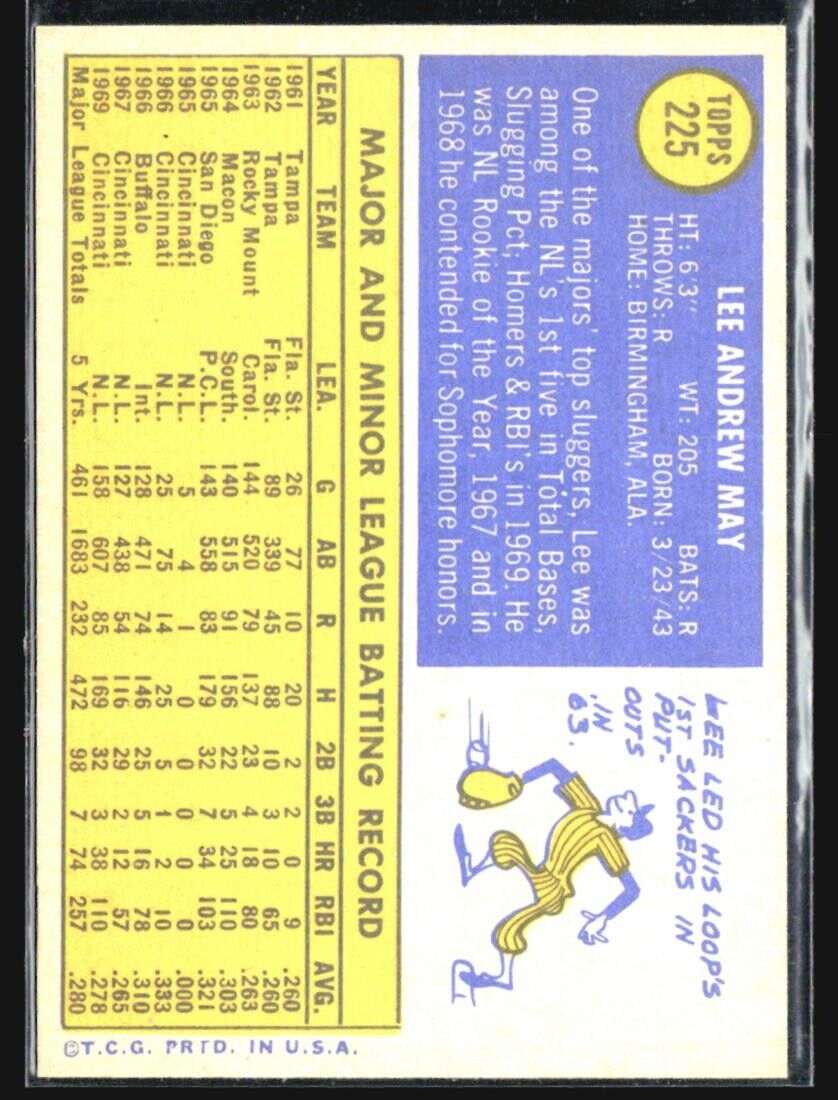 TOPPS
225
LEE ANDREW MAY
HT: 6'3" WT: 205 BATS: R
THROWS: R BORN: 3/23/43
HOME: BIRMINGHAM, ALA.
One of the majors' top sluggers, Lee was
among the NL's 1st five in Total Bases,
Slugging Pct; Homers & RBI's in 1969. He
was NL Rookie of the Year, 1967 and in
1968 he contended for Sophomore honors.
LEE LED HIS LOOP'S
1ST SACKERS IN
PUT-
OUTS
IN
63.
MAJOR AND MINOR LEAGUE BATTING RECORD
YEAR TEAM LEA. G AB R H 2B 3B HR RBI AVG.
1961 Tampa Fla. St. 26 77 10 20 2 2 0 9 .260
1962 Tampa Fla. St. 89 339 45 88 10 3 10 65 .260
1963 Rocky Mount Carol. 144 520 79 137 23 4 18 80 .263
1964 Macon South. 140 515 91 156 22 5 25 110 .303
1965 San Diego P.C.L. 143 558 83 179 32 7 34 103 .321
1965 Cincinnati N.L. 5 4 1 0 0 0 0 0 .000
1966 Cincinnati N.L. 25 75 14 25 5 1 2 10 .333
1966 Buffalo Int. 128 471 74 146 25 5 16 78 .310
1967 Cincinnati N.L. 127 438 54 116 29 2 12 57 .265
1969 Cincinnati N.L. 158 607 85 169 32 3 38 110 .278
Major League Totals 5 Yrs. 461 1683 232 472 98 7 74 257 .280
©T.C.G. PRTD. IN U.S.A.